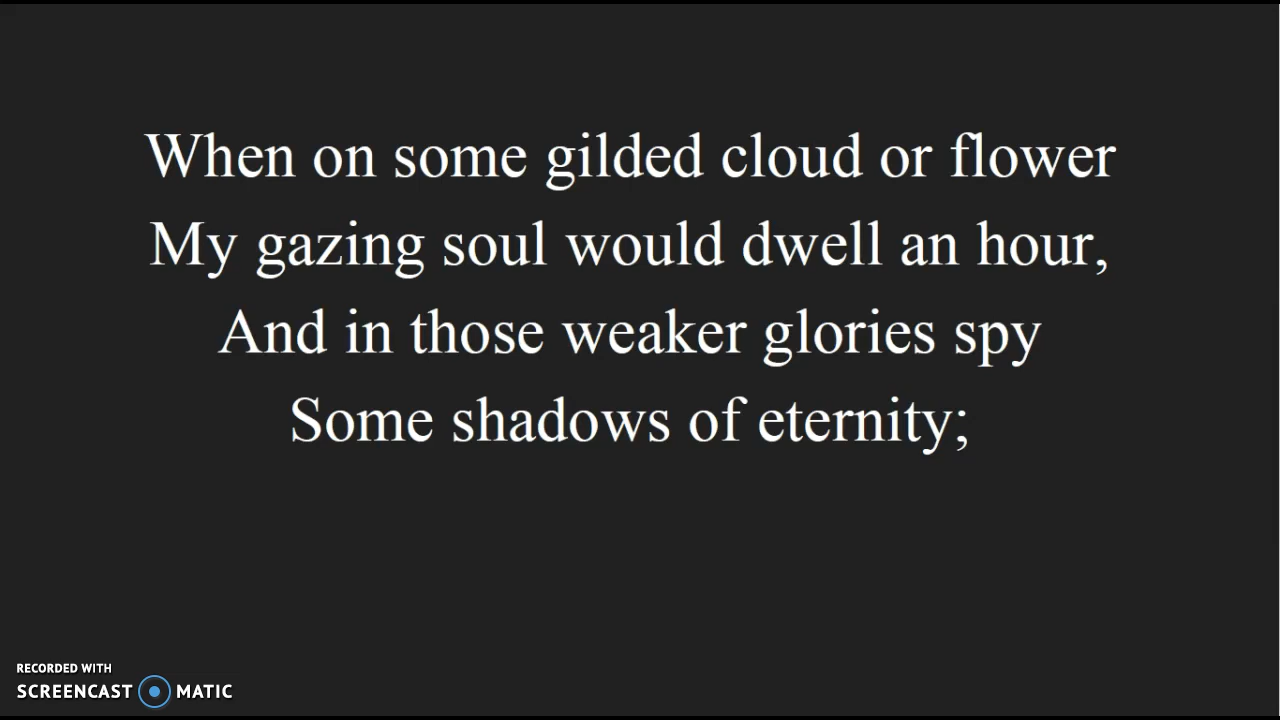 When on some gilded cloud or flower
My gazing soul would dwell an hour,
And in those weaker glories spy
Some shadows of eternity;
RECORDED WITH
SCREENCAST MATIC